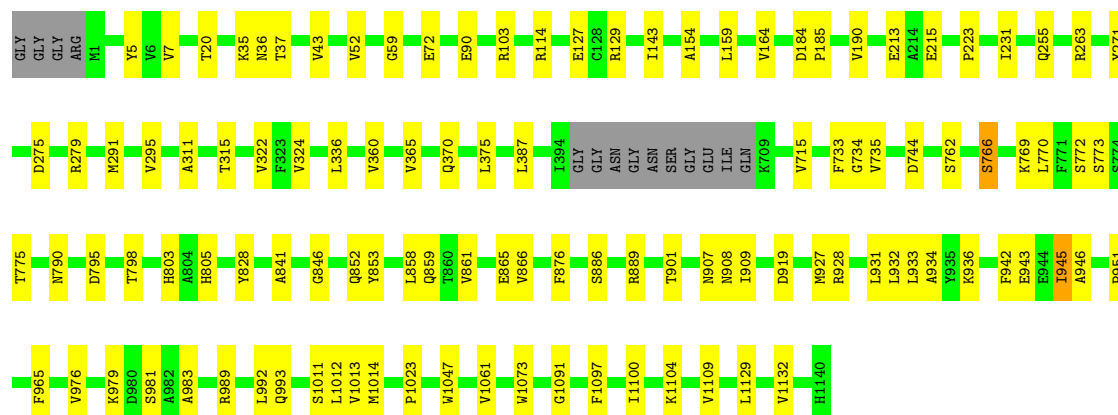 GLY GLY GLY ARG M1 Y5 V6 V7 T20 K35 N36 T37 V43 V52 G59 E72 E90 R103 R114 E127 C128 R129 I143 A154 L159 V164 D184 P185 V190 E213 A214 E215 P223 I231 Q255 R263
D275 R279 M291 V295 A311 T315 V322 F323 V324 L336 V360 V365 Q370 L375 L387 I394 GLY GLY ASN GLY ASN SER GLY GLU ILE GLN K709 V715 F733 G734 V735 D744 S762 S766 K769 L770 F771 S772 S773 S774
T775 N790 D795 T798 H803 A804 H805 Y828 A841 G846 Q852 Y853 L858 Q859 T860 V861 E865 V866 F876 S886 R889 T901 N907 N908 I909 D919 M927 R928 L931 L932 L933 A934 Y935 K936 F942 E943 E944 I945 A946
F965 V976 K979 D980 S981 A982 A983 R989 L992 Q993 S1011 L1012 V1013 M1014 P1023 W1047 V1061 W1073 G1091 F1097 I1100 K1104 V1109 L1129 V1132 H1140